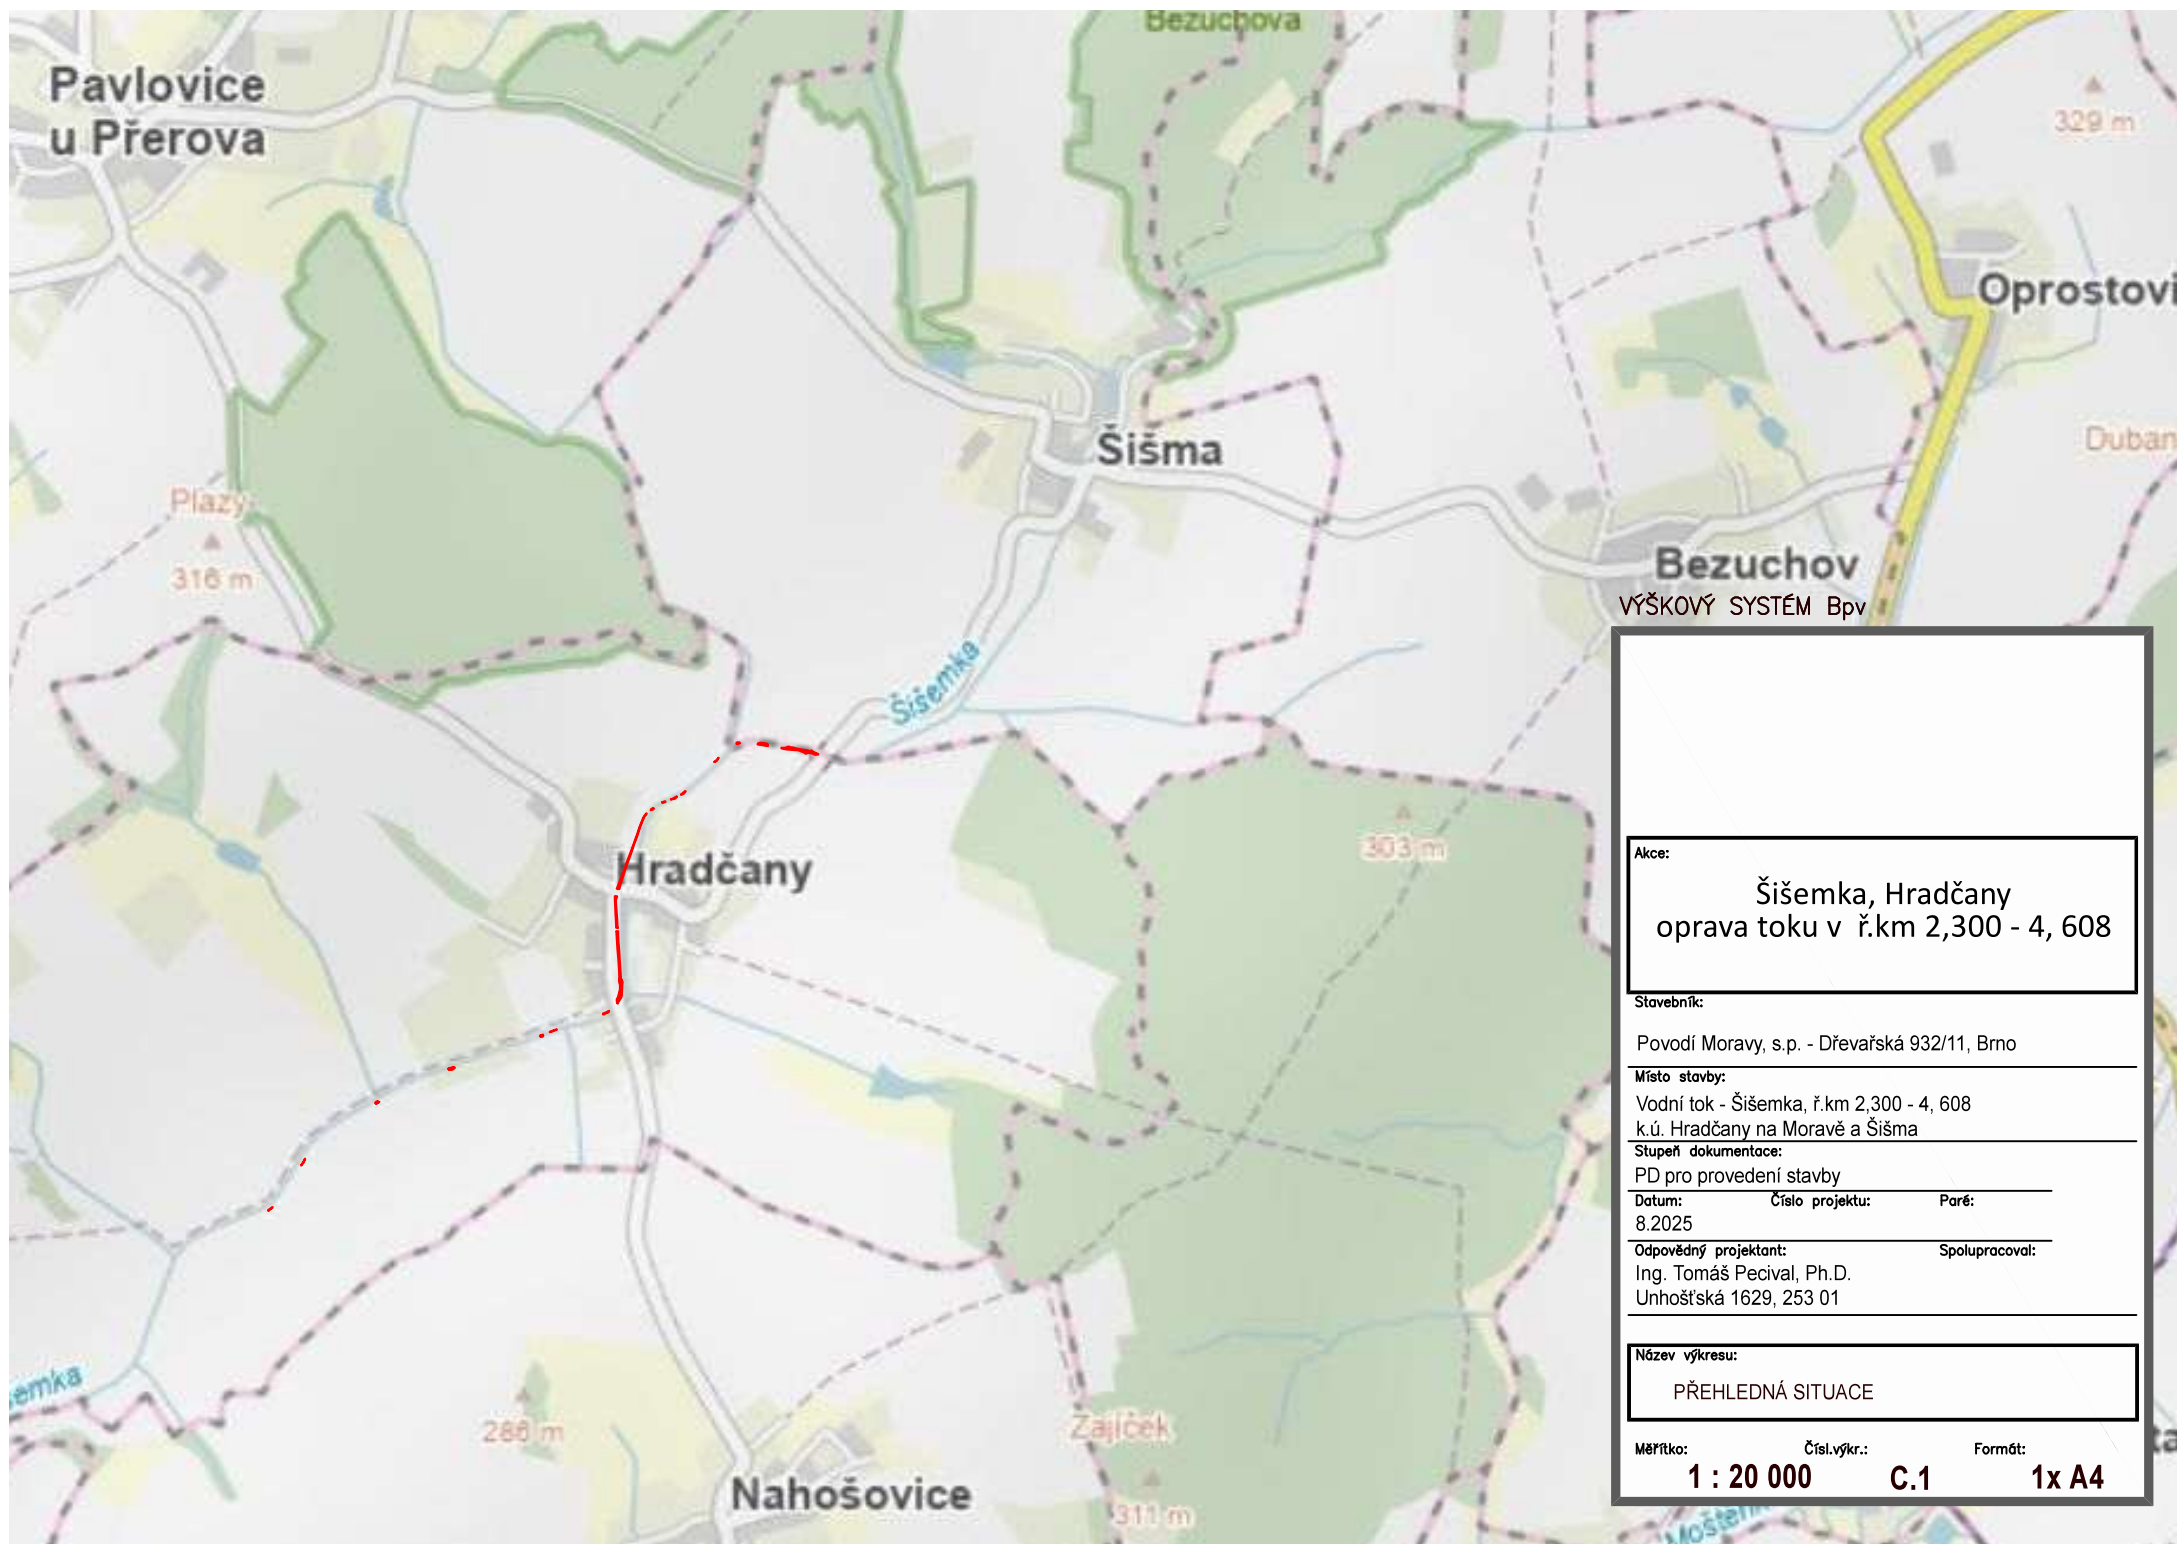 Bezuchova
Pavlovice
u Přerova
329 m
Oprostovi
Duban
Šišma
Plazy
316 m
Bezuchov
VÝŠKOVÝ SYSTÉM Bpv
Šišemka
303 m
Hradčany
Akce:
Šišemka, Hradčany
oprava toku v ř.km 2,300 - 4, 608
Stavebník:
Povodí Moravy, s.p. - Dřevařská 932/11, Brno
Místo stavby:
Vodní tok - Šišemka, ř.km 2,300 - 4, 608
k.ú. Hradčany na Moravě a Šišma
Stupeň dokumentace:
PD pro provedení stavby
Datum: Číslo projektu: Paré:
8.2025
Odpovědný projektant: Spolupracoval:
Ing. Tomáš Pecival, Ph.D.
Unhošťská 1629, 253 01
Název výkresu:
PŘEHLEDNÁ SITUACE
Měřítko: Čísl.výkr.: Formát:
1 : 20 000 C.1 1x A4
emka
286 m
Zajíček
311 m
Nahošovice